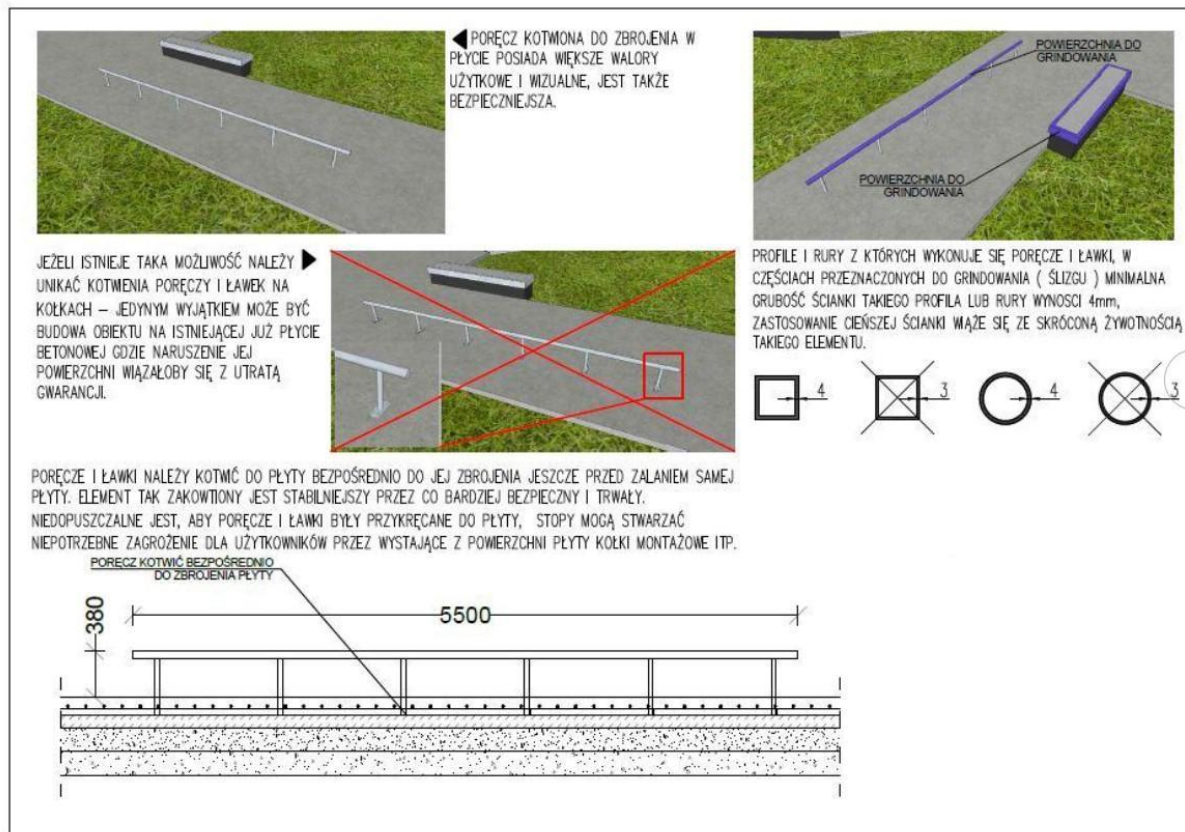 PORĘCZ KOTWIONA DO ZBROJENIA W
PŁYCIE POSIADA WIĘKSZE WALORY
UŻYTKOWE I WIZUALNE, JEST TAKŻE
BEZPIECZNIEJSZA.
POWIERZCHNIA DO
GRINDOWANIA
POWIERZCHNIA DO
GRINDOWANIA
JEŻELI ISTNIEJE TAKA MOŻLIWOŚĆ NALEŻY
UNIKAĆ KOTWIENIA PORĘCZY I ŁAWEK NA
KOŁKACH – JEDYNYM WYJĄTKIEM MOŻE BYĆ
BUDOWA OBIEKTU NA ISTNIEJĄCEJ JUŻ PŁYCIE
BETONOWEJ GDZIE NARUSZENIE JEJ
POWIERZCHNI WIĄZAŁOBY SIĘ Z UTRATĄ
GWARANCJI.
PROFILE I RURY Z KTÓRYCH WYKONUJE SIĘ PORĘCZE I ŁAWKI, W
CZĘŚCIACH PRZEZNACZONYCH DO GRINDOWANIA ( ŚLIZGU ) MINIMALNA
GRUBOŚĆ ŚCIANKI TAKIEGO PROFILA LUB RURY WYNOSI 4mm,
ZASTOSOWANIE CIEŃSZEJ ŚCIANKI WIĄŻE SIĘ ZE SKRÓCONĄ ŻYWOTNOŚCIĄ
TAKIEGO ELEMENTU.
4
3
4
3
PORĘCZE I ŁAWKI NALEŻY KOTWIĆ DO PŁYTY BEZPOŚREDNIO DO JEJ ZBROJENIA JESZCZE PRZED ZALANIEM SAMEJ
PŁYTY. ELEMENT TAK ZAKOWTIONY JEST STABILNIEJSZY PRZEZ CO BARDZIEJ BEZPIECZNY I TRWAŁY.
NIEDOPUSZCZALNE JEST, ABY PORĘCZE I ŁAWKI BYŁY PRZYKRĘCANE DO PŁYTY, STOPY MOGĄ STWARZAĆ
NIEPOTRZEBNE ZAGROŻENIE DLA UŻYTKOWNIKÓW PRZEZ WYSTAJĄCE Z POWIERZCHNI PŁYTY KOŁKI MONTAŻOWE ITP.
PORĘCZ KOTWIĆ BEZPOŚREDNIO
DO ZBROJENIA PŁYTY
380
5500